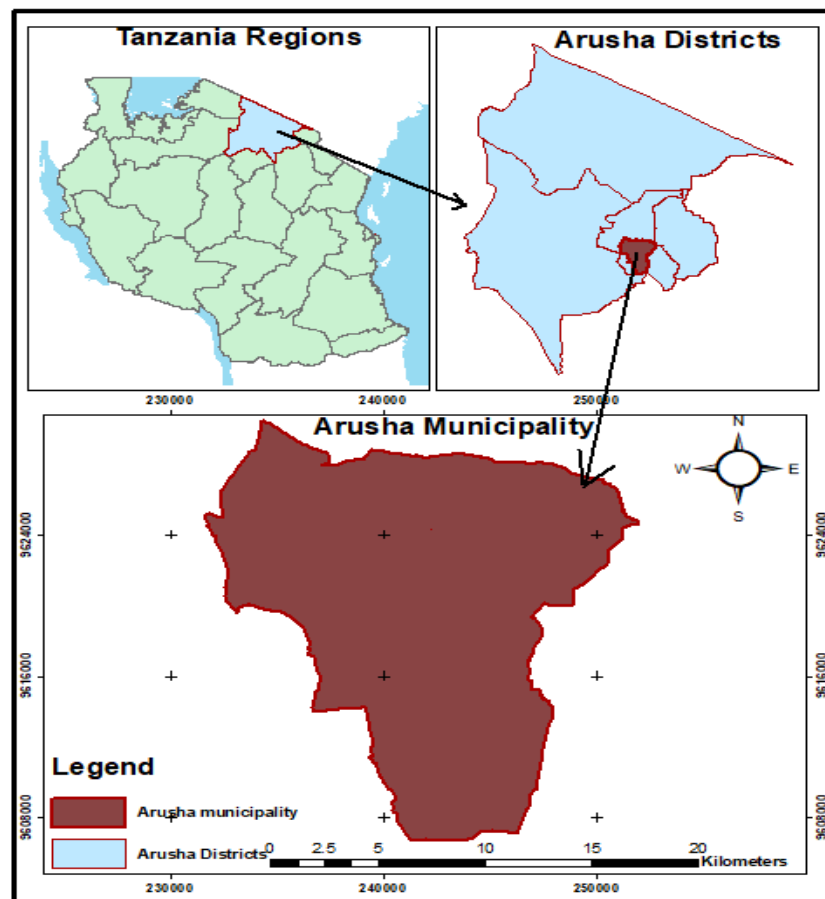 Tanzania Regions
Arusha Districts
230000 240000 250000
Arusha Municipality
N
W E
S
9624000 9624000
9616000 9616000
9608000 9608000
Legend
Arusha municipality
Arusha Districts
0 2.5 5 10 15 20
Kilometers
230000 240000 250000